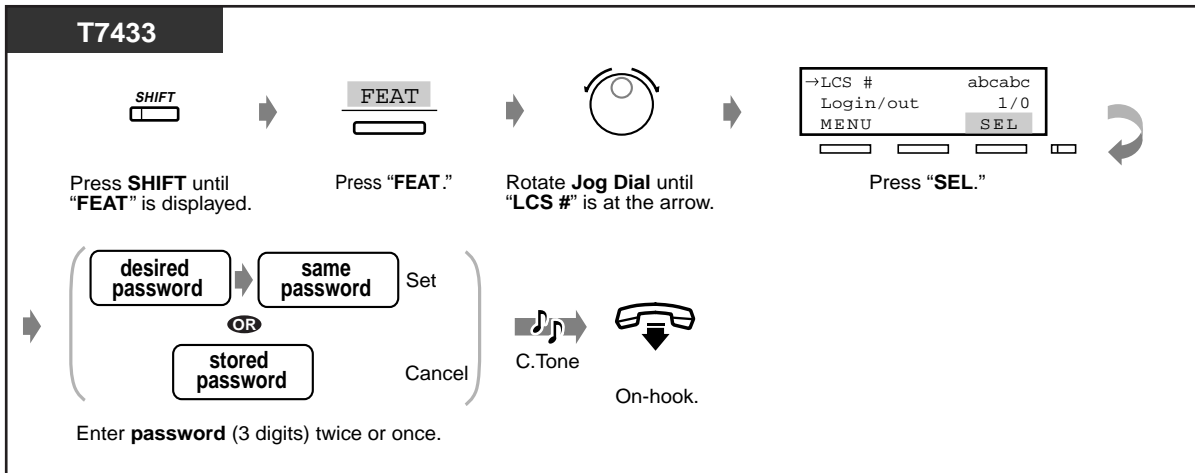 T7433
SHIFT
FEAT
→LCS # abcabc
Login/out 1/0
MENU SEL
Press SHIFT until
“FEAT” is displayed.
Press “FEAT.”
Rotate Jog Dial until
“LCS #” is at the arrow.
Press “SEL.”
desired
password
same
password
Set
OR
stored
password
Cancel
C.Tone
On-hook.
Enter password (3 digits) twice or once.